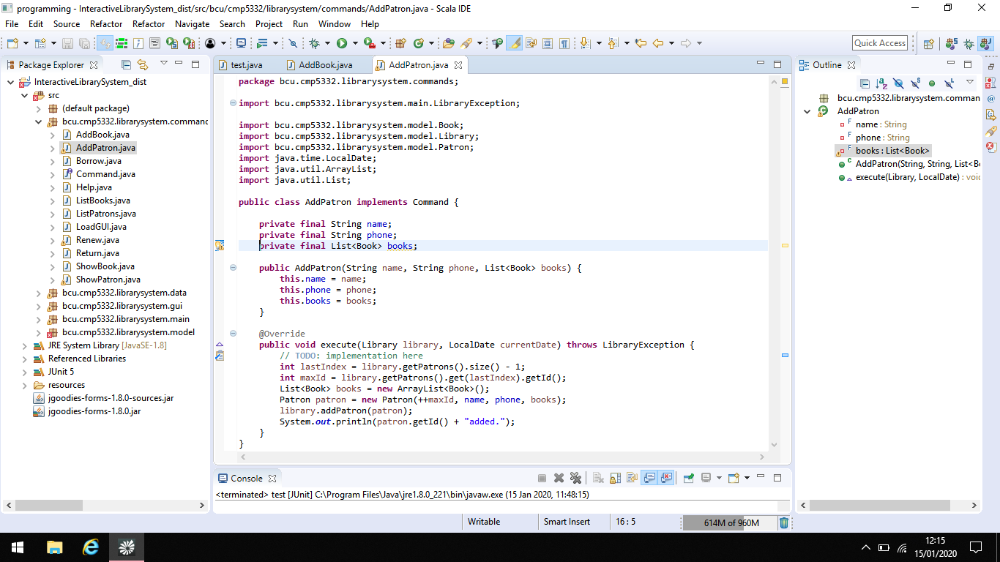 programming - InteractiveLibrarySystem_dist/src/bcu/cmp5332/librarysystem/commands/AddPatron.java - Scala IDE
File Edit Source Refactor Refactor Navigate Search Project Run Window Help
Quick Access
Package Explorer
InteractiveLibrarySystem_dist
src
(default package)
bcu.cmp5332.librarysystem.command
AddBook.java
AddPatron.java
Borrow.java
Command.java
Help.java
ListBooks.java
ListPatrons.java
LoadGUI.java
Renew.java
Return.java
ShowBook.java
ShowPatron.java
bcu.cmp5332.librarysystem.data
bcu.cmp5332.librarysystem.gui
bcu.cmp5332.librarysystem.main
bcu.cmp5332.librarysystem.model
JRE System Library [JavaSE-1.8]
Referenced Libraries
JUnit 5
resources
jgoodies-forms-1.8.0-sources.jar
jgoodies-forms-1.8.0.jar
test.java AddBook.java AddPatron.java
package bcu.cmp5332.librarysystem.commands;
import bcu.cmp5332.librarysystem.main.LibraryException;
import bcu.cmp5332.librarysystem.model.Book;
import bcu.cmp5332.librarysystem.model.Library;
import bcu.cmp5332.librarysystem.model.Patron;
import java.time.LocalDate;
import java.util.ArrayList;
import java.util.List;
public class AddPatron implements Command {
private final String name;
private final String phone;
private final List<Book> books;
public AddPatron(String name, String phone, List<Book> books) {
this.name = name;
this.phone = phone;
this.books = books;
}
@Override
public void execute(Library library, LocalDate currentDate) throws LibraryException {
// TODO: implementation here
int lastIndex = library.getPatrons().size() - 1;
int maxId = library.getPatrons().get(lastIndex).getId();
List<Book> books = new ArrayList<Book>();
Patron patron = new Patron(++maxId, name, phone, books);
library.addPatron(patron);
System.out.println(patron.getId() + "added.");
}
}
Outline
bcu.cmp5332.librarysystem.comman
AddPatron
name : String
phone : String
books : List<Book>
AddPatron(String, String, List<B
execute(Library, LocalDate) : voi
Console
<terminated> test [JUnit] C:\Program Files\Java\jre1.8.0_221\bin\javaw.exe (15 Jan 2020, 11:48:15)
Writable Smart Insert 16 : 5 614M of 960M
12:15
15/01/2020